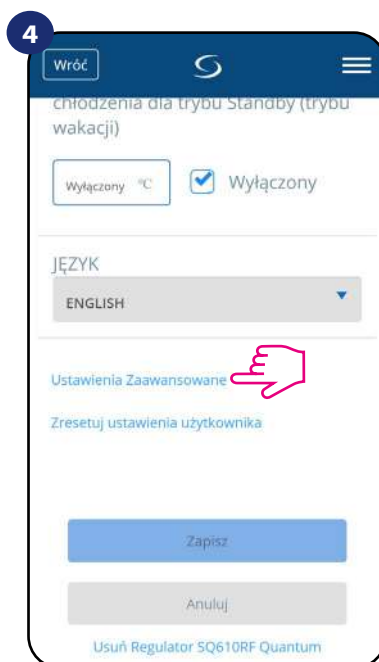 4
Wróć
chłodzenia dla trybu Standby (trybu
wakacji)
Wyłączony °C
Wyłączony
JĘZYK
ENGLISH
Ustawienia Zaawansowane
Zresetuj ustawienia użytkownika
Zapisz
Anuluj
Usuń Regulator SQ610RF Quantum